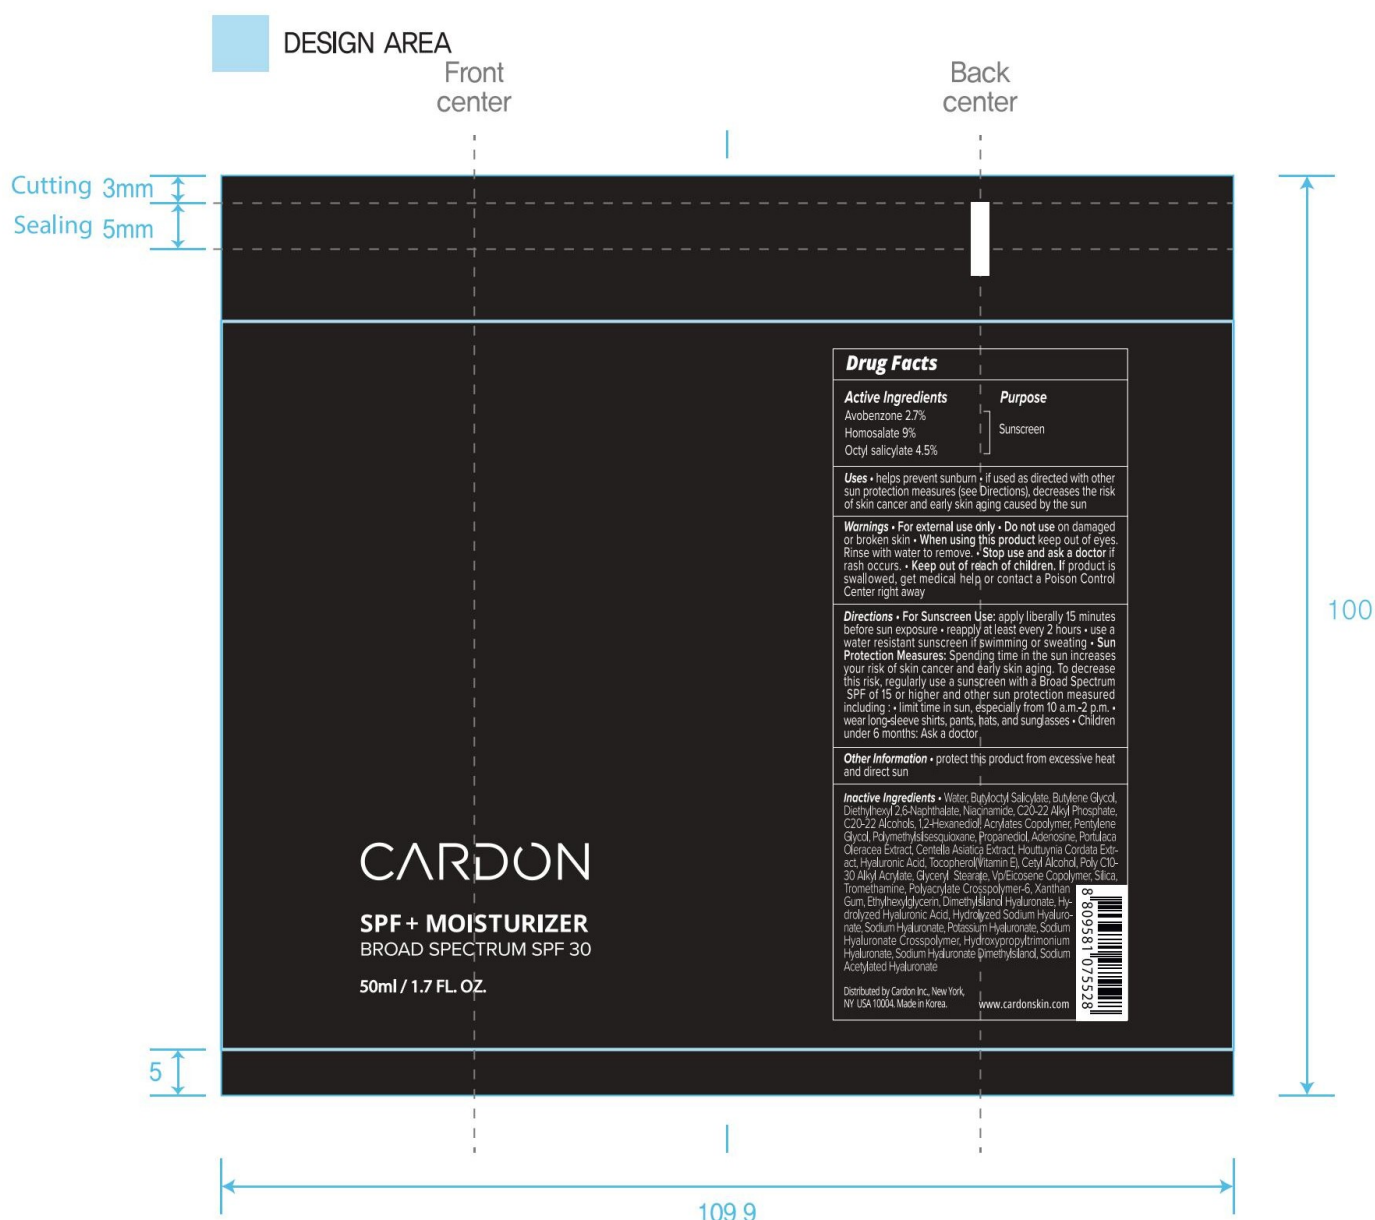 DESIGN AREA
Front
center
Back
center
Cutting 3mm
Sealing 5mm
100
5
109.9
CARDON
SPF+ MOISTURIZER
BROAD SPECTRUM SPF 30
50ml / 1.7 FL. OZ.
Drug Facts
Active Ingredients Purpose
Avobenzone 2.7%
Homosalate 9%
Octyl salicylate 4.5%
Sunscreen
Uses • helps prevent sunburn • if used as directed with other
sun protection measures (see Directions), decreases the risk
of skin cancer and early skin aging caused by the sun
Warnings • For external use only • Do not use on damaged
or broken skin • When using this product keep out of eyes.
Rinse with water to remove. • Stop use and ask a doctor if
rash occurs. • Keep out of reach of children. If product is
swallowed, get medical help or contact a Poison Control
Center right away
Directions • For Sunscreen Use: apply liberally 15 minutes
before sun exposure • reapply at least every 2 hours • use a
water resistant sunscreen if swimming or sweating • Sun
Protection Measures: Spending time in the sun increases
your risk of skin cancer and early skin aging. To decrease
this risk, regularly use a sunscreen with a Broad Spectrum
SPF of 15 or higher and other sun protection measured
including : • limit time in sun, especially from 10 a.m.-2 p.m. •
wear long-sleeve shirts, pants, hats, and sunglasses • Children
under 6 months: Ask a doctor
Other Information • protect this product from excessive heat
and direct sun
Inactive Ingredients • Water, Butyloctyl Salicylate, Butylene Glycol,
Diethylhexyl 2,6-Naphthalate, Niacinamide, C20-22 Alkyl Phosphate,
C20-22 Alcohols, 1,2-Hexanediol, Acrylates Copolymer, Pentylene
Glycol, Polymethylsilsesquioxane, Propanediol, Adenosine, Portulaca
Oleracea Extract, Centella Asiatica Extract, Houttuynia Cordata Extr-
act, Hyaluronic Acid, Tocopherol(Vitamin E), Cetyl Alcohol, Poly C10-
30 Alkyl Acrylate, Glyceryl Stearate, Vp/Eicosene Copolymer, Silica,
Tromethamine, Polyacrylate Crosspolymer-6, Xanthan
Gum, Ethylhexylglycerin, Dimethylsilanol Hyaluronate, Hy-
drolyzed Hyaluronic Acid, Hydrolyzed Sodium Hyaluro-
nate, Sodium Hyaluronate, Potassium Hyaluronate, Sodium
Hyaluronate Crosspolymer, Hydroxypropyltrimonium
Hyaluronate, Sodium Hyaluronate Dimethylsilanol, Sodium
Acetylated Hyaluronate
Distributed by Cardon Inc., New York,
NY USA 10004. Made in Korea.
www.cardonskin.com
8 809581 075528